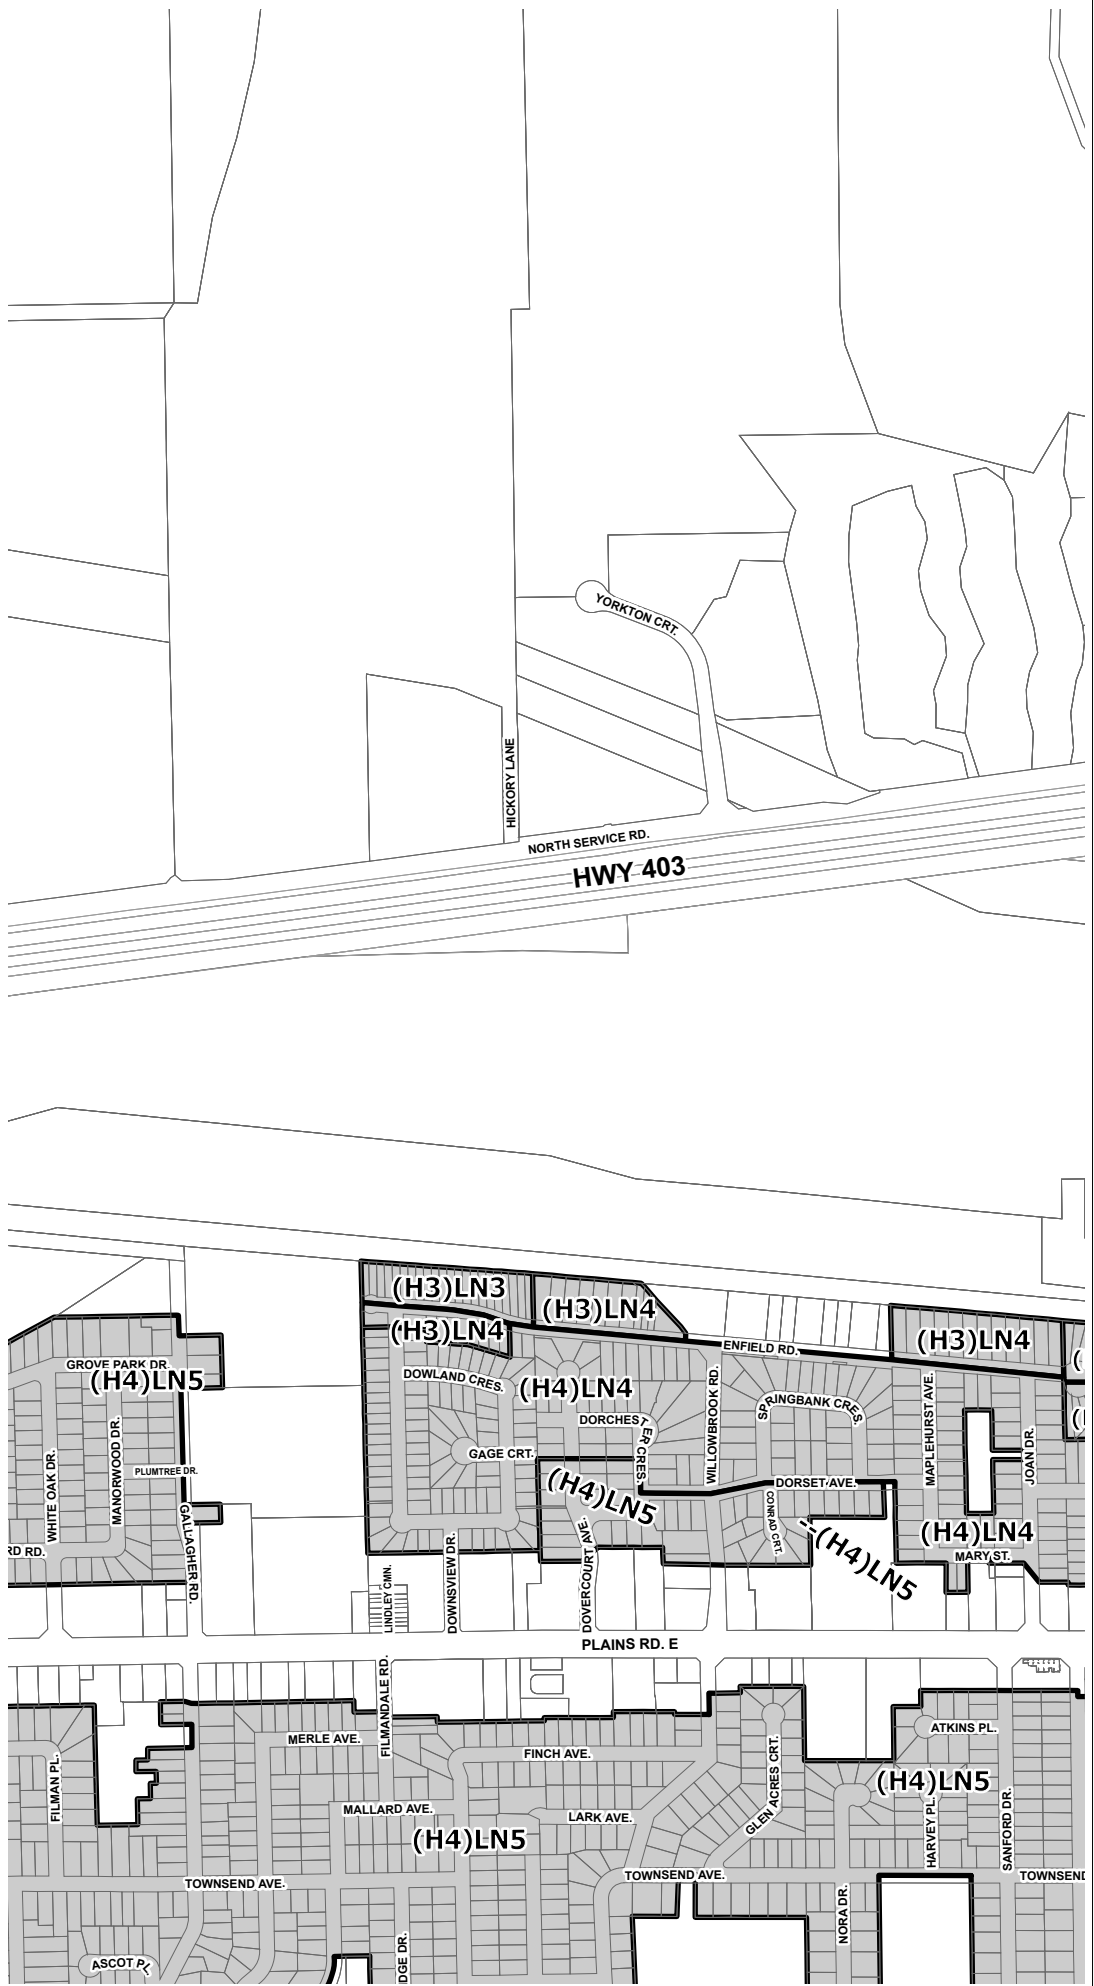 YORKTON CRT.
HICKORY LANE
NORTH SERVICE RD.
HWY 403
(H3)LN3
(H3)LN4
(H3)LN4
(H3)LN4
ENFIELD RD.
GROVE PARK DR.
(H4)LN5
DOWLAND CRES.
(H4)LN4
SPRINGBANK CRES.
DORCHESTER CRES.
WILLOWBROOK RD.
MAPLEHURST AVE.
JOAN DR.
GAGE CRT.
MANORWOOD DR.
WHITE OAK DR.
PLUMTREE DR.
(H4)LN5
DORSET AVE.
CONRAD CRT.
(H4)LN4
--(H4)LN5
MARY ST.
RD RD.
GALLAGHER RD.
LINDLEY CMN.
DOWNSVIEW DR.
DOVERCOURT AVE.
PLAINS RD. E
FILMANDALE RD.
MERLE AVE.
FINCH AVE.
ATKINS PL.
FILMAN PL.
GLEN ACRES CRT.
(H4)LN5
MALLARD AVE.
LARK AVE.
(H4)LN5
HARVEY PL.
SANFORD DR.
TOWNSEND AVE.
TOWNSEND AVE.
TOWNSEND
NORA DR.
ASCOT PL
DGE DR.